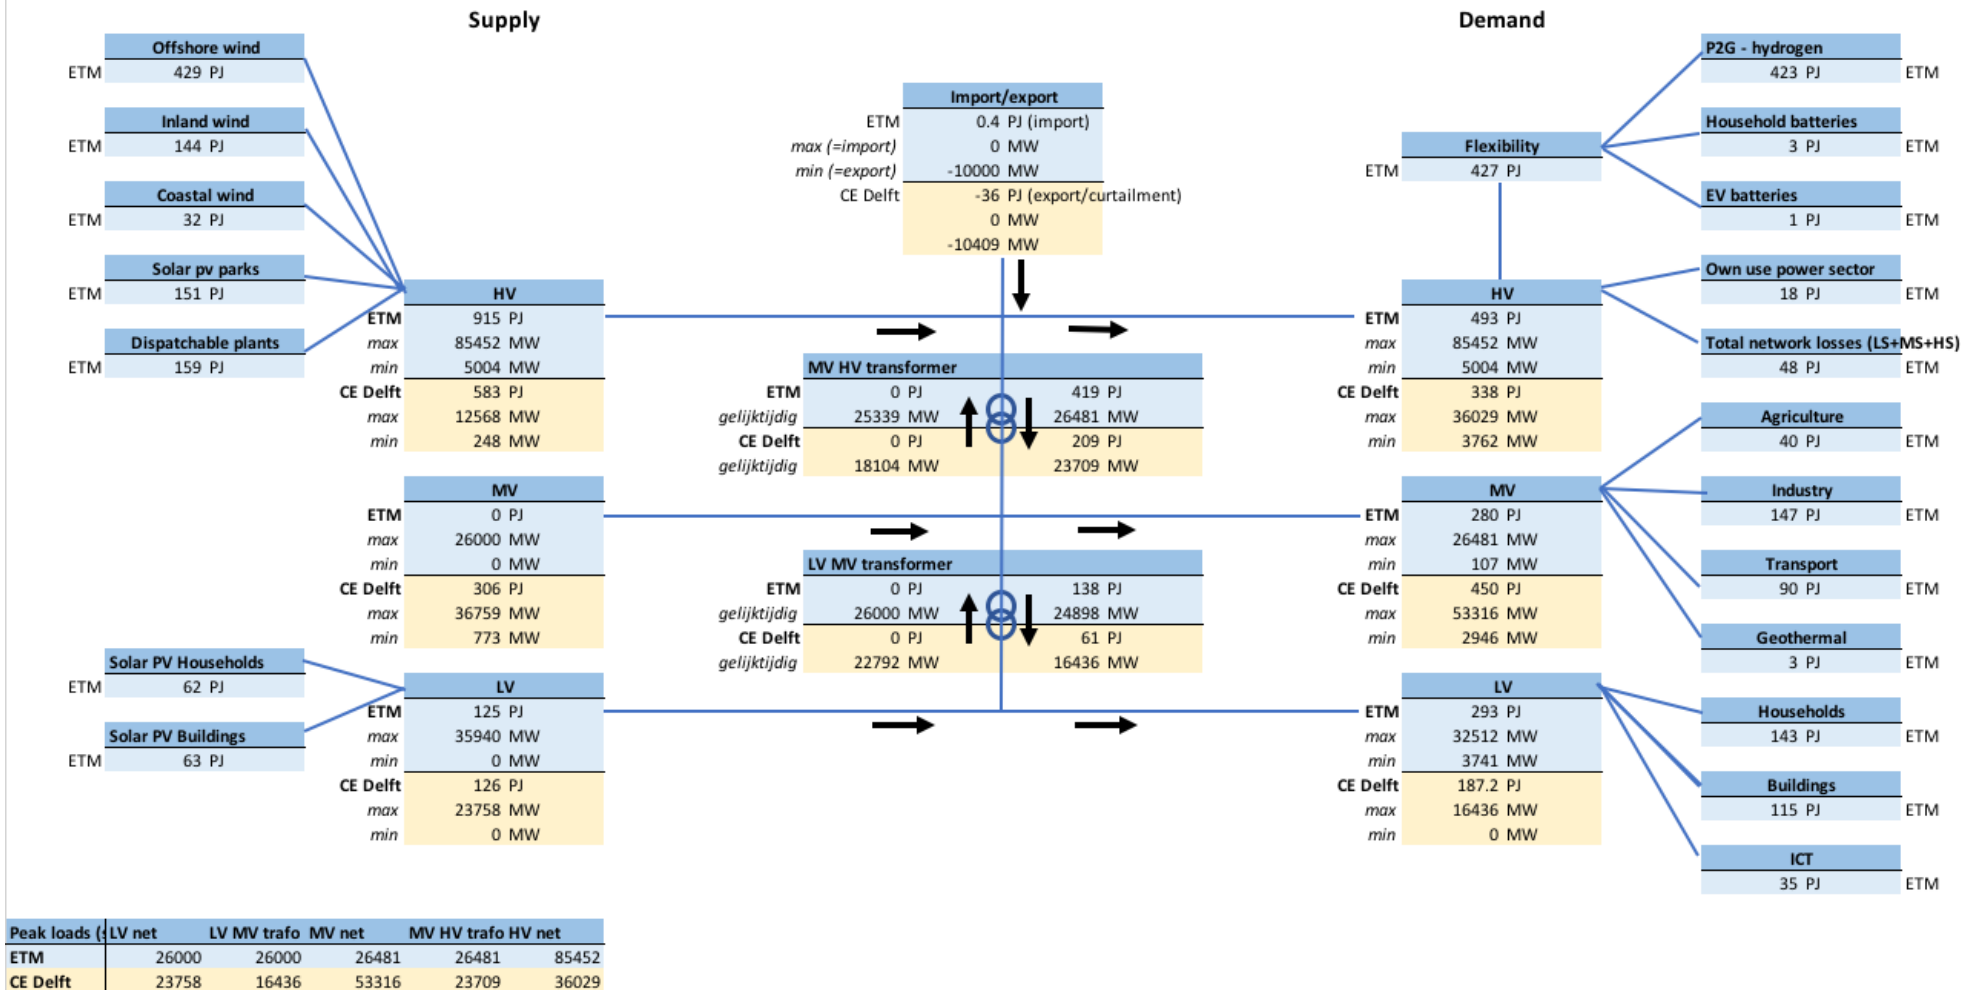 Supply
Demand
Offshore wind
ETM 429 PJ
Inland wind
ETM 144 PJ
Coastal wind
ETM 32 PJ
Solar pv parks
ETM 151 PJ
Dispatchable plants
ETM 159 PJ
Solar PV Households
ETM 62 PJ
Solar PV Buildings
ETM 63 PJ
HV
ETM 915 PJ
max 85452 MW
min 5004 MW
CE Delft 583 PJ
max 12568 MW
min 248 MW
MV
ETM 0 PJ
max 26000 MW
min 0 MW
CE Delft 306 PJ
max 36759 MW
min 773 MW
LV
ETM 125 PJ
max 35940 MW
min 0 MW
CE Delft 126 PJ
max 23758 MW
min 0 MW
Import/export
ETM 0.4 PJ (import)
max (=import) 0 MW
min (=export) -10000 MW
CE Delft -36 PJ (export/curtailment)
0 MW
-10409 MW
MV HV transformer
ETM 0 PJ 419 PJ
gelijktijdig 25339 MW 26481 MW
CE Delft 0 PJ 209 PJ
gelijktijdig 18104 MW 23709 MW
LV MV transformer
ETM 0 PJ 138 PJ
gelijktijdig 26000 MW 24898 MW
CE Delft 0 PJ 61 PJ
gelijktijdig 22792 MW 16436 MW
Flexibility
ETM 427 PJ
HV
ETM 493 PJ
max 85452 MW
min 5004 MW
CE Delft 338 PJ
max 36029 MW
min 3762 MW
MV
ETM 280 PJ
max 26481 MW
min 107 MW
CE Delft 450 PJ
max 53316 MW
min 2946 MW
LV
ETM 293 PJ
max 32512 MW
min 3741 MW
CE Delft 187.2 PJ
max 16436 MW
min 0 MW
P2G - hydrogen
423 PJ ETM
Household batteries
3 PJ ETM
EV batteries
1 PJ ETM
Own use power sector
18 PJ ETM
Total network losses (LS+MS+HS)
48 PJ ETM
Agriculture
40 PJ ETM
Industry
147 PJ ETM
Transport
90 PJ ETM
Geothermal
3 PJ ETM
Households
143 PJ ETM
Buildings
115 PJ ETM
ICT
35 PJ ETM
Peak loads ( LV net LV MV trafo MV net MV HV trafo HV net
ETM 26000 26000 26481 26481 85452
CE Delft 23758 16436 53316 23709 36029